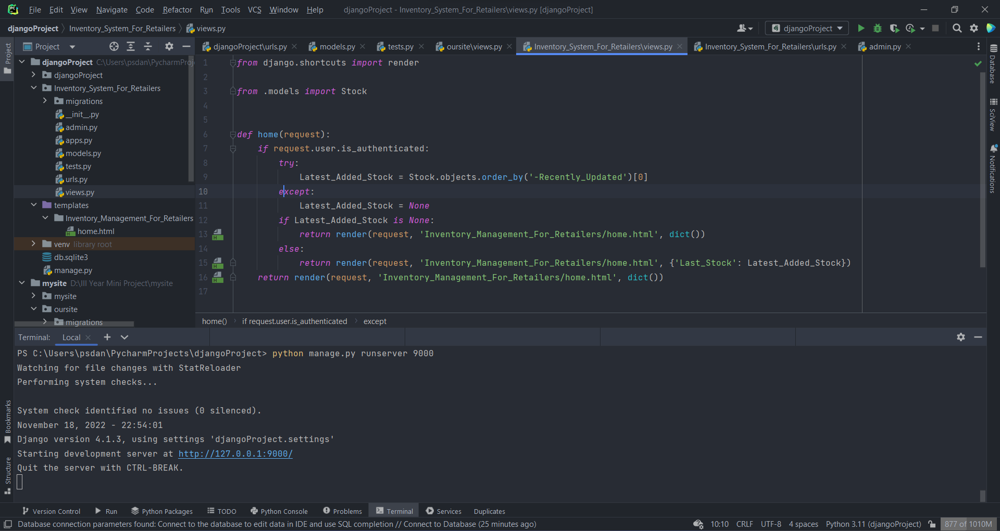 File Edit View Navigate Code Refactor Run Tools VCS Window Help djangoProject - Inventory_System_For_Retailers\views.py [djangoProject]
djangoProject Inventory_System_For_Retailers views.py djangoProject
Project djangoProject\urls.py models.py tests.py oursite\views.py Inventory_System_For_Retailers\views.py Inventory_System_For_Retailers\urls.py admin.py
Project
djangoProject C:\Users\psdan\PycharmProj
djangoProject
Inventory_System_For_Retailers
migrations
__init__.py
admin.py
apps.py
models.py
tests.py
urls.py
views.py
templates
Inventory_Management_For_Retailers
home.html
venv library root
db.sqlite3
manage.py
mysite D:\III Year Mini Project\mysite
mysite
oursite
migrations
1 from django.shortcuts import render
2
3 from .models import Stock
4
5
6 def home(request):
7 if request.user.is_authenticated:
8 try:
9 Latest_Added_Stock = Stock.objects.order_by('-Recently_Updated')[0]
10 except:
11 Latest_Added_Stock = None
12 if Latest_Added_Stock is None:
13 return render(request, 'Inventory_Management_For_Retailers/home.html', dict())
14 else:
15 return render(request, 'Inventory_Management_For_Retailers/home.html', {'Last_Stock': Latest_Added_Stock})
16 return render(request, 'Inventory_Management_For_Retailers/home.html', dict())
17
home() if request.user.is_authenticated except
Database
SciView
Notifications
Terminal: Local
PS C:\Users\psdan\PycharmProjects\djangoProject> python manage.py runserver 9000
Watching for file changes with StatReloader
Performing system checks...
System check identified no issues (0 silenced).
November 18, 2022 - 22:54:01
Django version 4.1.3, using settings 'djangoProject.settings'
Starting development server at http://127.0.0.1:9000/
Quit the server with CTRL-BREAK.
Bookmarks
Structure
Version Control Run Python Packages TODO Python Console Problems Terminal Services Duplicates
Database connection parameters found: Connect to the database to edit data in IDE and use SQL completion // Connect to Database (25 minutes ago) 10:10 CRLF UTF-8 4 spaces Python 3.11 (djangoProject) 877 of 1010M